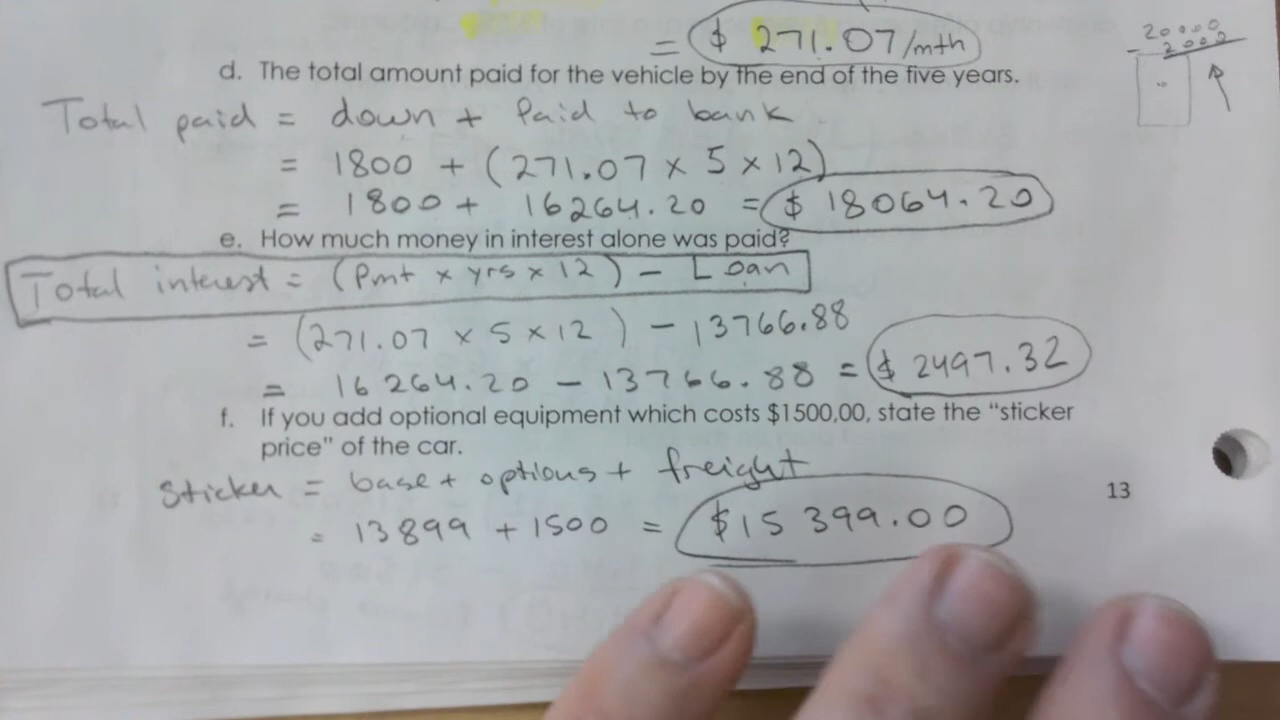 = $ 271.07/mth
20000
- 2000
d. The total amount paid for the vehicle by the end of the five years.
Total paid = down + Paid to bank
= 1800 + (271.07 x 5 x 12)
= 1800 + 16264.20 = $ 18064.20
e. How much money in interest alone was paid?
Total interest = (Pmt x yrs x 12) - Loan
= (271.07 x 5 x 12) - 13766.88
= 16264.20 - 13766.88 = $ 2497.32
f. If you add optional equipment which costs $1500,00, state the "sticker
price" of the car.
Sticker = base + options + freight
= 13899 + 1500 = $15 399.00
13